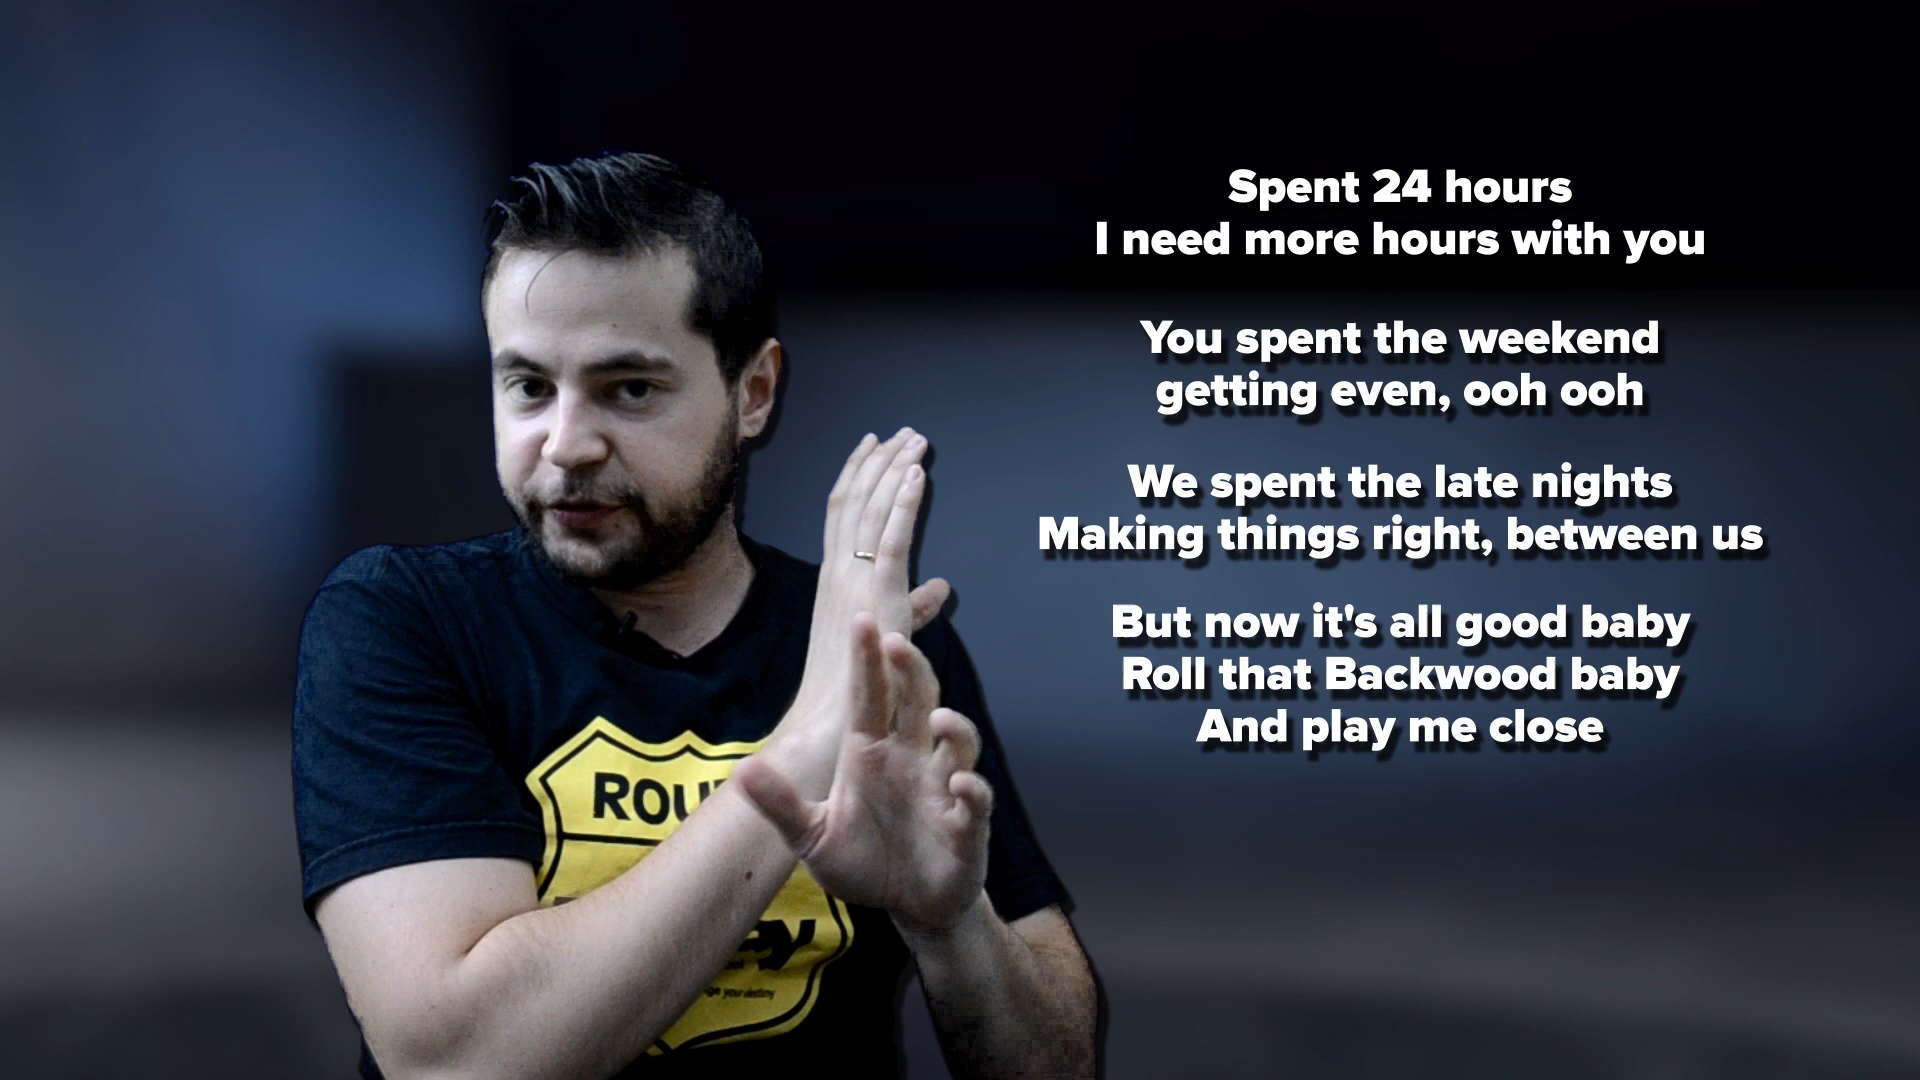 Spent 24 hours
I need more hours with you
You spent the weekend
getting even, ooh ooh
We spent the late nights
Making things right, between us
But now it's all good baby
Roll that Backwood baby
And play me close
your destiny